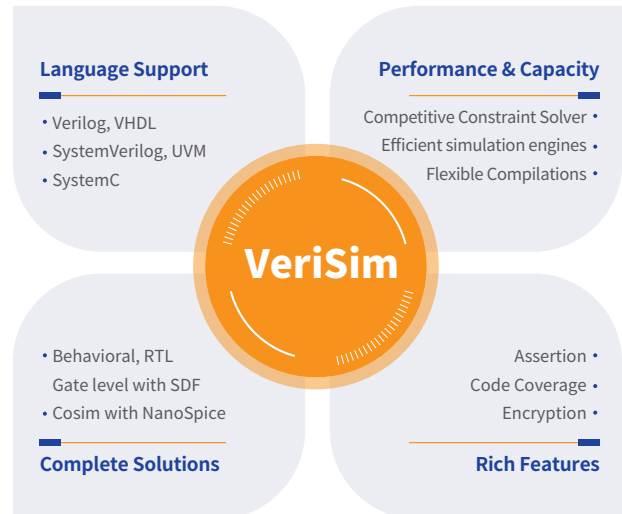 Language Support
• Verilog, VHDL
• SystemVerilog, UVM
• SystemC
Performance & Capacity
Competitive Constraint Solver •
Efficient simulation engines •
Flexible Compilations •
VeriSim
• Behavioral, RTL
Gate level with SDF
• Cosim with NanoSpice
Complete Solutions
Assertion •
Code Coverage •
Encryption •
Rich Features